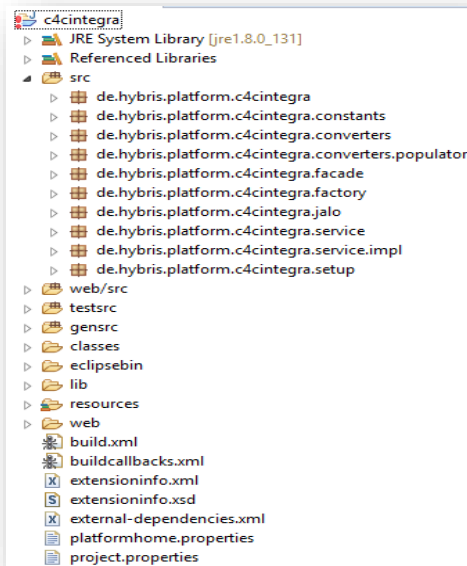 c4cintegra
JRE System Library [jre1.8.0_131]
Referenced Libraries
src
de.hybris.platform.c4cintegra
de.hybris.platform.c4cintegra.constants
de.hybris.platform.c4cintegra.converters
de.hybris.platform.c4cintegra.converters.populator
de.hybris.platform.c4cintegra.facade
de.hybris.platform.c4cintegra.factory
de.hybris.platform.c4cintegra.jalo
de.hybris.platform.c4cintegra.service
de.hybris.platform.c4cintegra.service.impl
de.hybris.platform.c4cintegra.setup
web/src
testsrc
gensrc
classes
eclipsebin
lib
resources
web
build.xml
buildcallbacks.xml
extensioninfo.xml
extensioninfo.xsd
external-dependencies.xml
platformhome.properties
project.properties